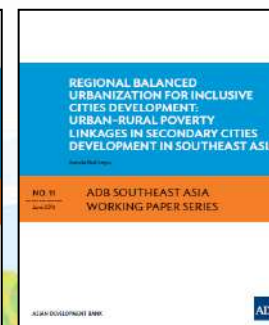 REGIONAL BALANCED
URBANIZATION FOR INCLUSIVE
CITIES DEVELOPMENT:
URBAN–RURAL POVERTY
LINKAGES IN SECONDARY CITIES
DEVELOPMENT IN SOUTHEAST ASI
NO. 11
ADB SOUTHEAST ASIA
WORKING PAPER SERIES
ASIAN DEVELOPMENT BANK